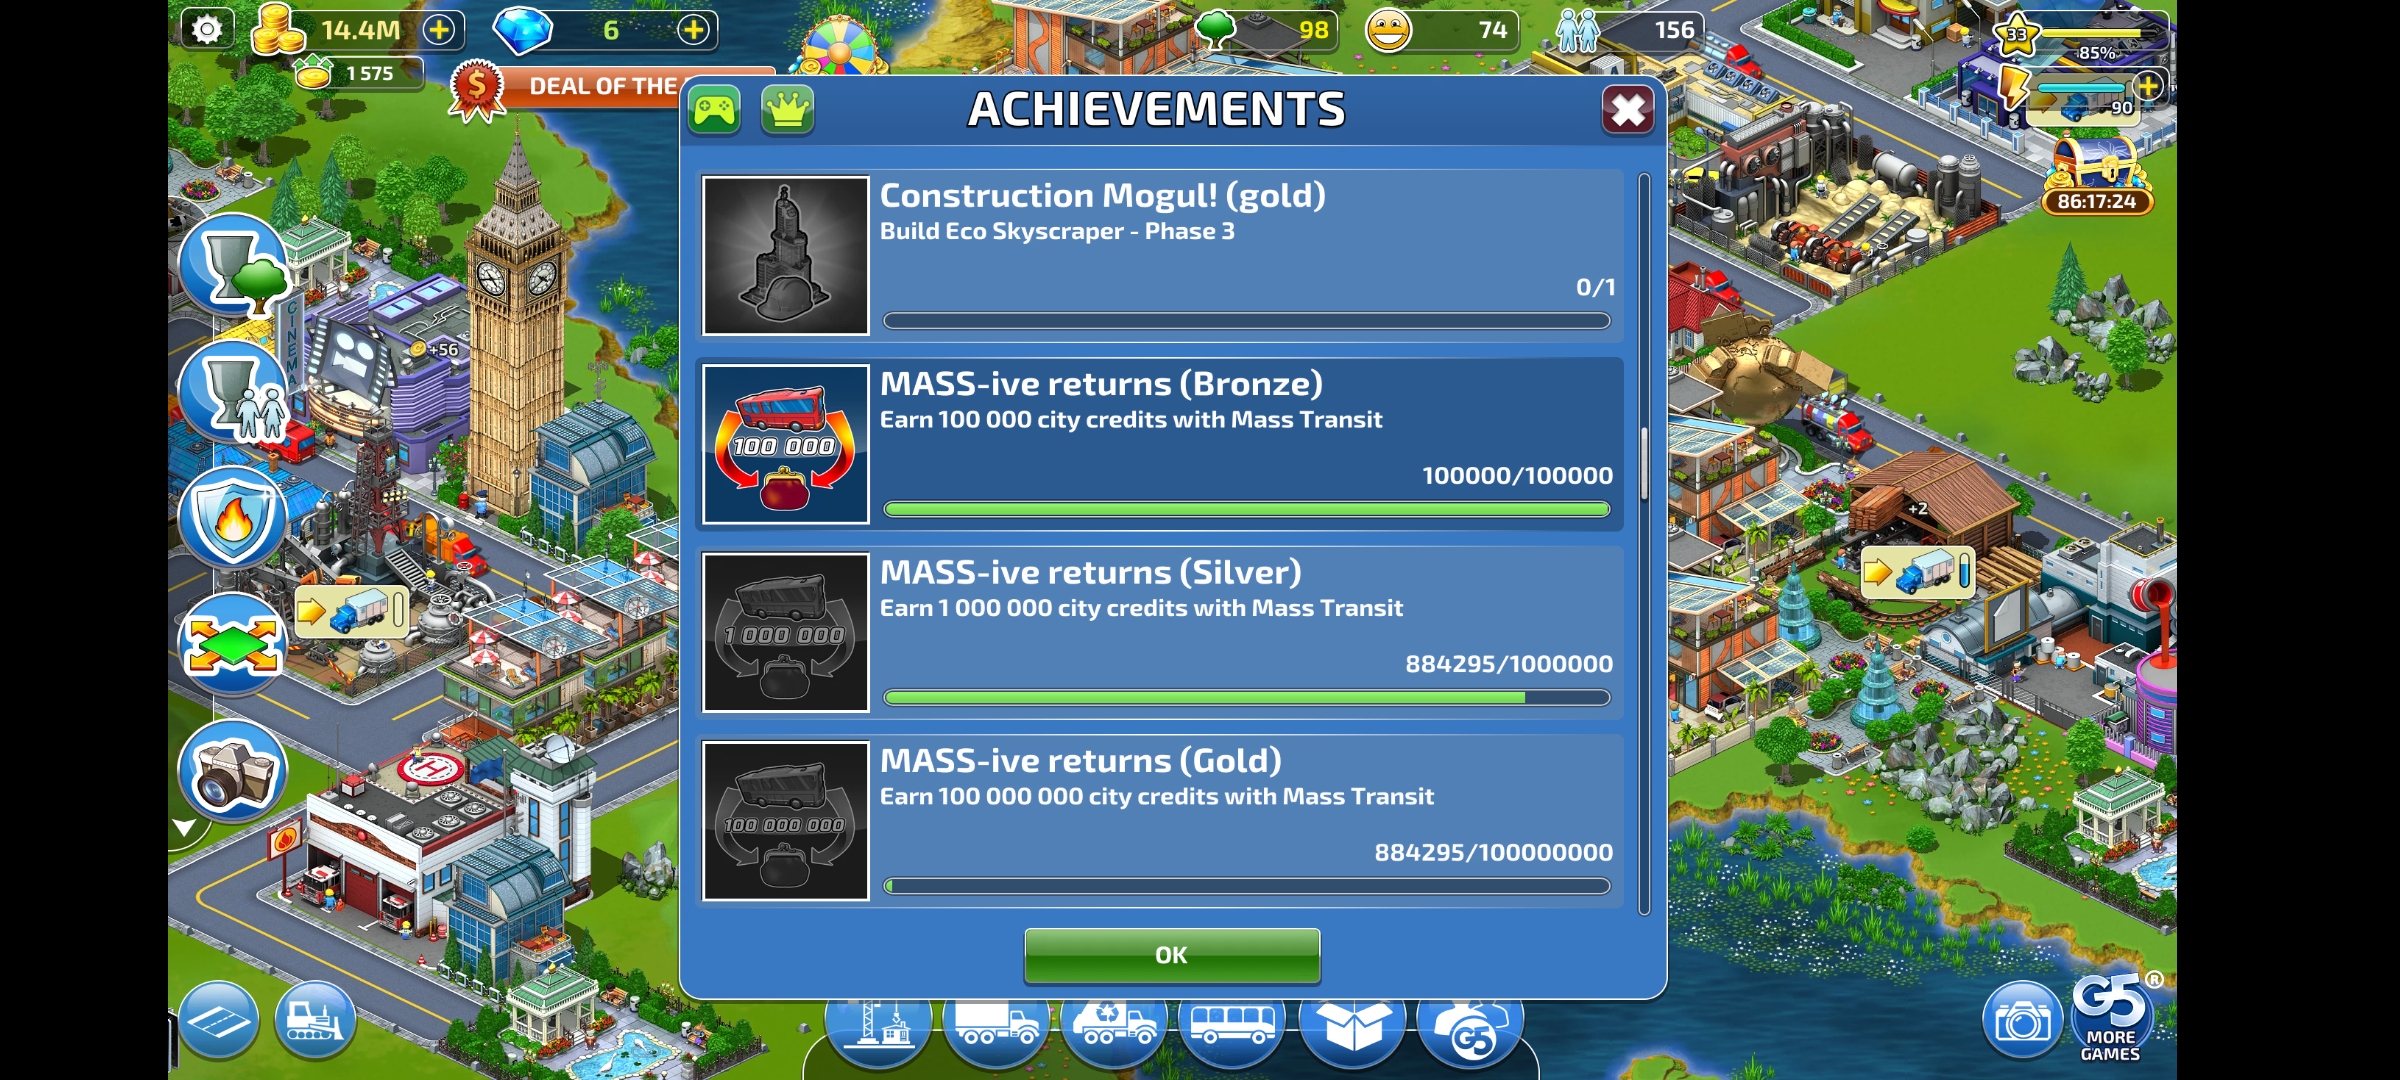 14.4M
6
98
74
156
33
85%
1 575
DEAL OF THE
90
86:17:24
ACHIEVEMENTS
Construction Mogul! (gold)
Build Eco Skyscraper - Phase 3
0/1
MASS-ive returns (Bronze)
Earn 100 000 city credits with Mass Transit
100 000
100000/100000
MASS-ive returns (Silver)
Earn 1 000 000 city credits with Mass Transit
1 000 000
884295/1000000
MASS-ive returns (Gold)
Earn 100 000 000 city credits with Mass Transit
100 000 000
884295/100000000
OK
CINEMA
+56
+2
H
G5
G5®
MORE
GAMES